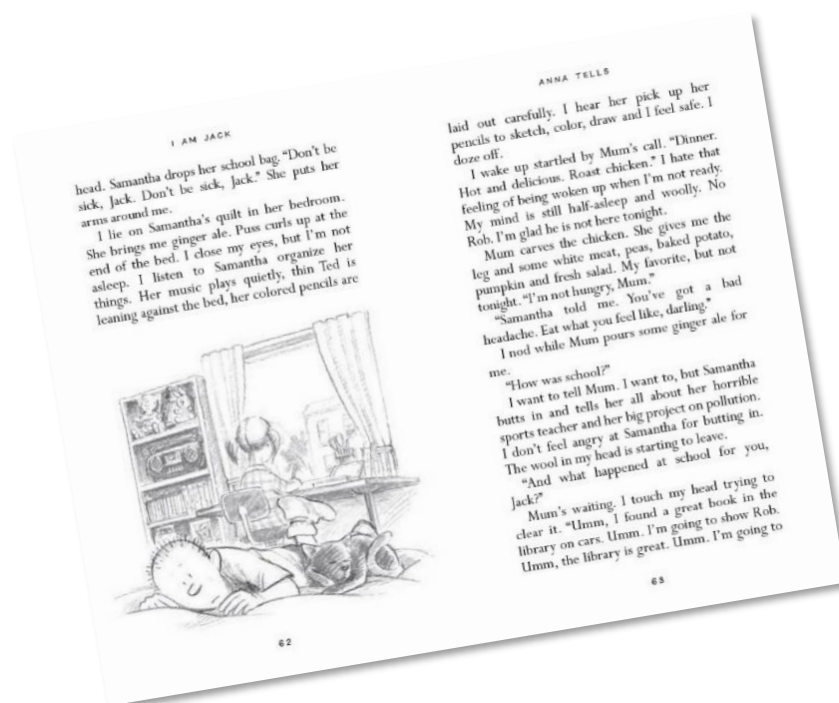 I AM JACK
head. Samantha drops her school bag. “Don’t be
sick, Jack. Don’t be sick, Jack.” She puts her
arms around me.
I lie on Samantha’s quilt in her bedroom.
She brings me ginger ale. Puss curls up at the
end of the bed. I close my eyes, but I’m not
asleep. I listen to Samantha organize her
things. Her music plays quietly, thin Ted is
leaning against the bed, her colored pencils are
62
ANNA TELLS
laid out carefully. I hear her pick up her
pencils to sketch, color, draw and I feel safe. I
doze off.
I wake up startled by Mum’s call. “Dinner.
Hot and delicious. Roast chicken.” I hate that
feeling of being woken up when I’m not ready.
My mind is still half-asleep and woolly. No
Rob. I’m glad he is not here tonight.
Mum carves the chicken. She gives me the
leg and some white meat, peas, baked potato,
pumpkin and fresh salad. My favorite, but not
tonight. “I’m not hungry, Mum.”
“Samantha told me. You’ve got a bad
headache. Eat what you feel like, darling.”
I nod while Mum pours some ginger ale for
me.
“How was school?”
I want to tell Mum. I want to, but Samantha
butts in and tells her all about her horrible
sports teacher and her big project on pollution.
I don’t feel angry at Samantha for butting in.
The wool in my head is starting to leave.
“And what happened at school for you,
Jack?”
Mum’s waiting. I touch my head trying to
clear it. “Umm, I found a great book in the
library on cars. Umm. I’m going to show Rob.
Umm, the library is great. Umm. I’m going to
63